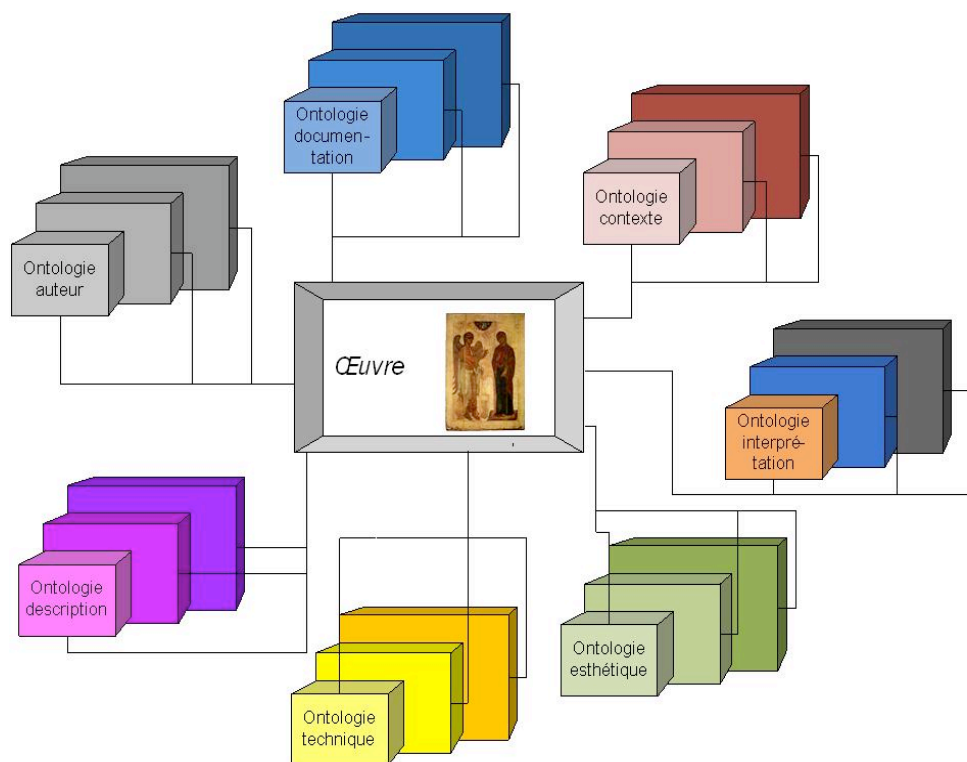 Ontologie
documen-
tation
Ontologie
contexte
Ontologie
auteur
Œuvre
Ontologie
interpré-
tation
Ontologie
description
Ontologie
esthétique
Ontologie
technique